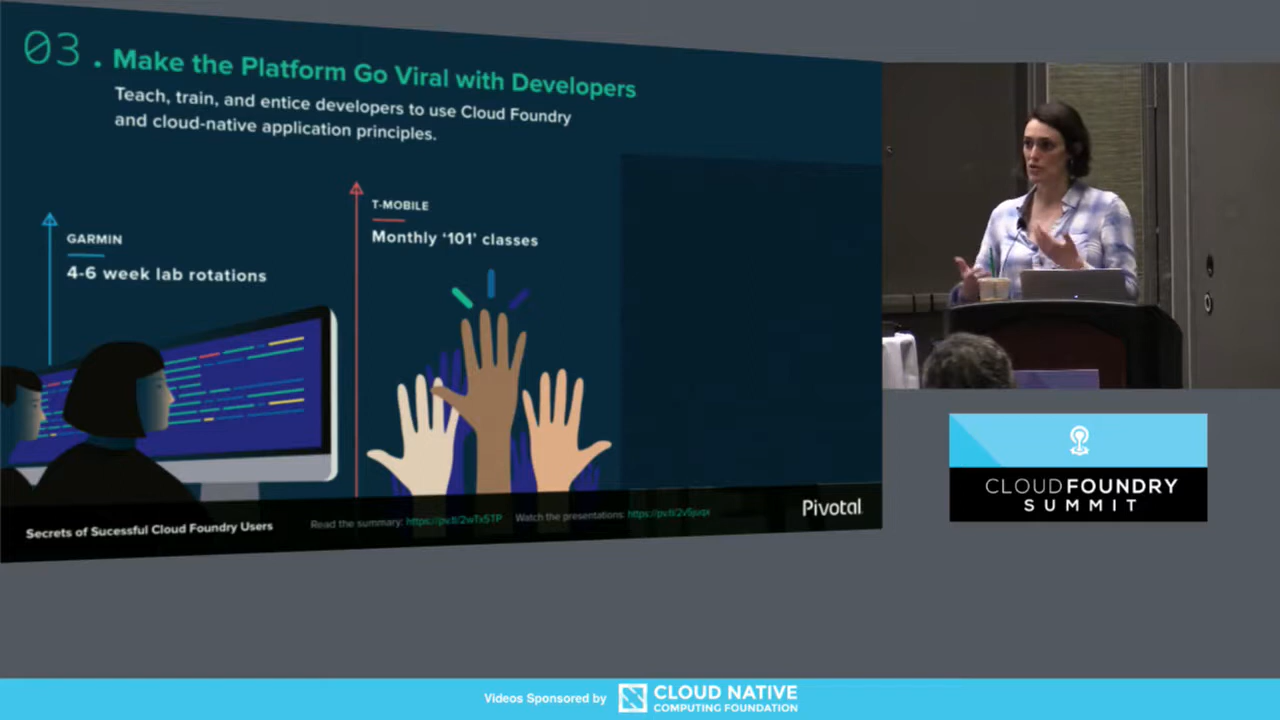 03. Make the Platform Go Viral with Developers
Teach, train, and entice developers to use Cloud Foundry
and cloud-native application principles.
GARMIN
4-6 week lab rotations
T-MOBILE
Monthly ‘101’ classes
Secrets of Sucessful Cloud Foundry Users
Read the summary:
Watch the presentations:
Pivotal
CLOUD FOUNDRY
SUMMIT
Videos Sponsored by
CLOUD NATIVE
COMPUTING FOUNDATION